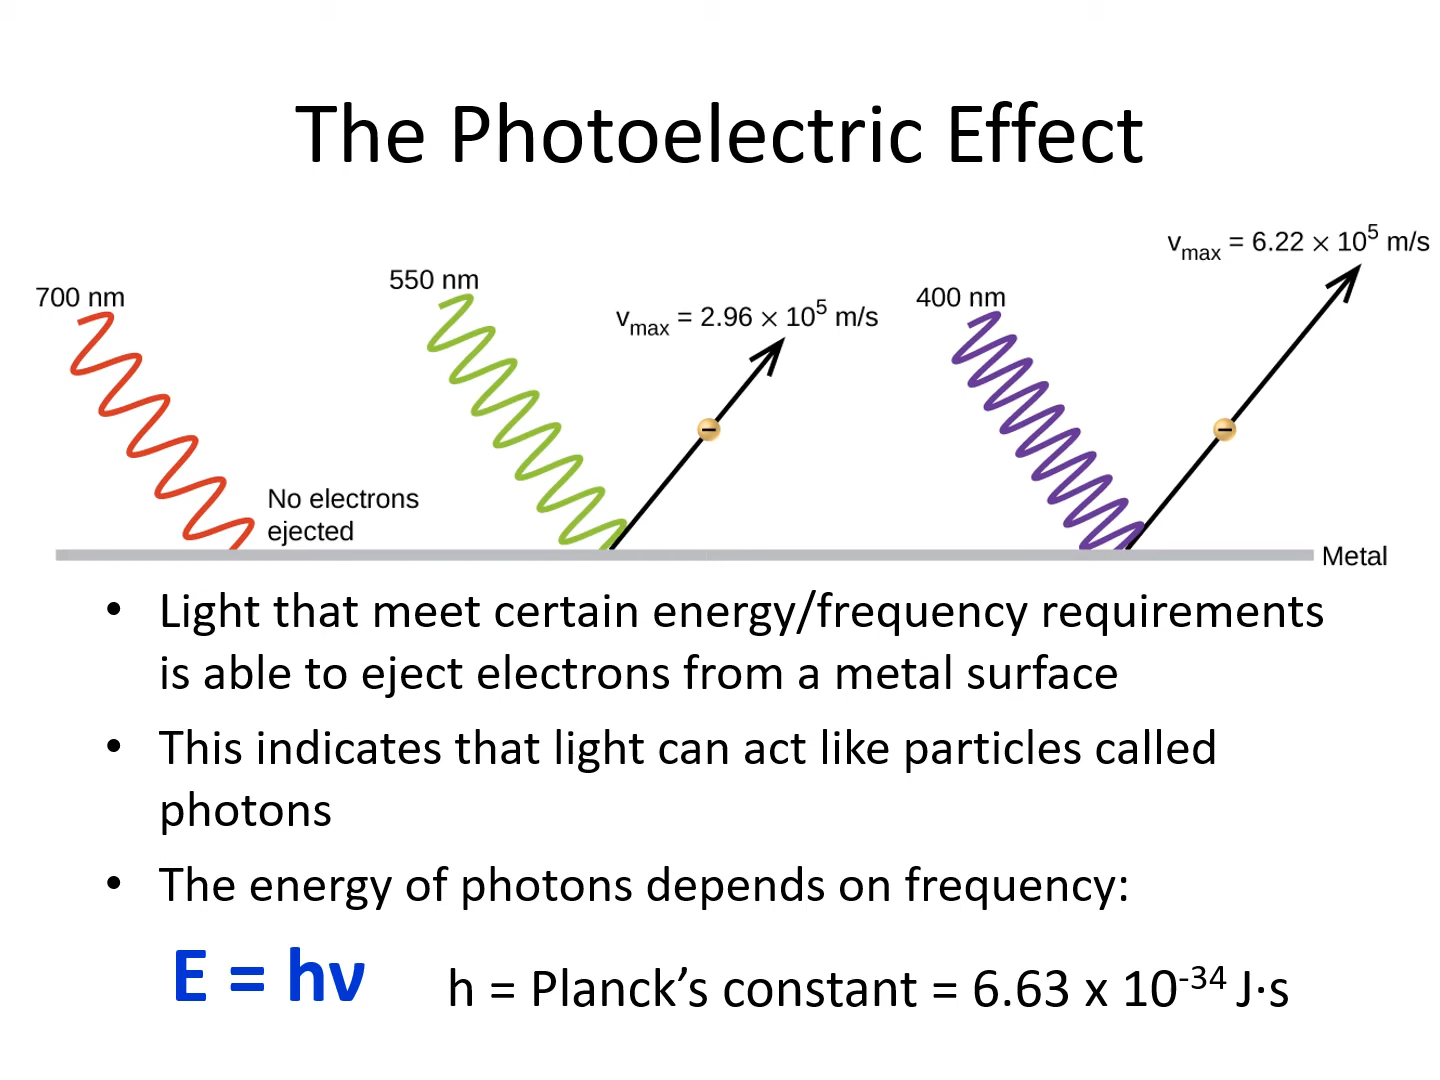 The Photoelectric Effect
700 nm
No electrons
ejected
550 nm
vmax = 2.96 × 10⁵ m/s
400 nm
vmax = 6.22 × 10⁵ m/s
Metal
• Light that meet certain energy/frequency requirements
is able to eject electrons from a metal surface
• This indicates that light can act like particles called
photons
• The energy of photons depends on frequency:
E = hν
h = Planck’s constant = 6.63 x 10⁻³⁴ J·s